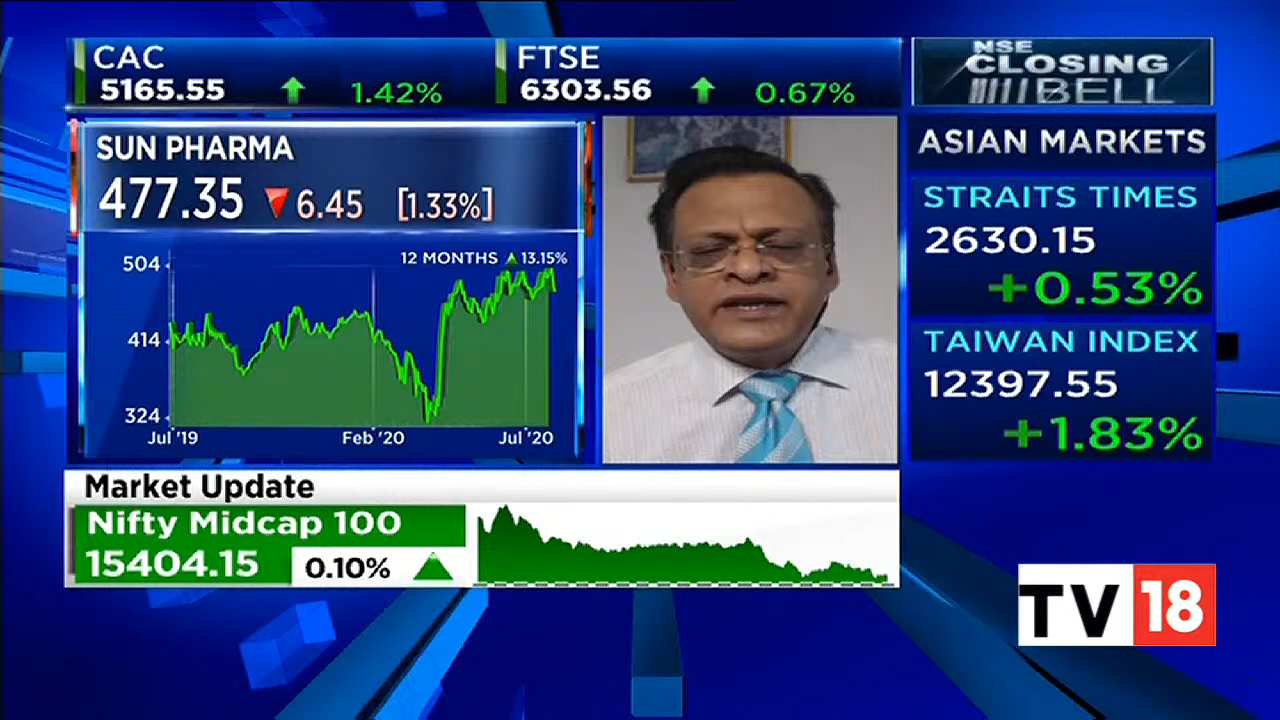 CAC
5165.55 1.42%
FTSE
6303.56 0.67%
NSE
CLOSING
BELL
SUN PHARMA
477.35 6.45 [1.33%]
12 MONTHS 13.15%
504
414
324
Jul '19 Feb '20 Jul '20
ASIAN MARKETS
STRAITS TIMES
2630.15
+0.53%
TAIWAN INDEX
12397.55
+1.83%
Market Update
Nifty Midcap 100
15404.15 0.10%
TV18